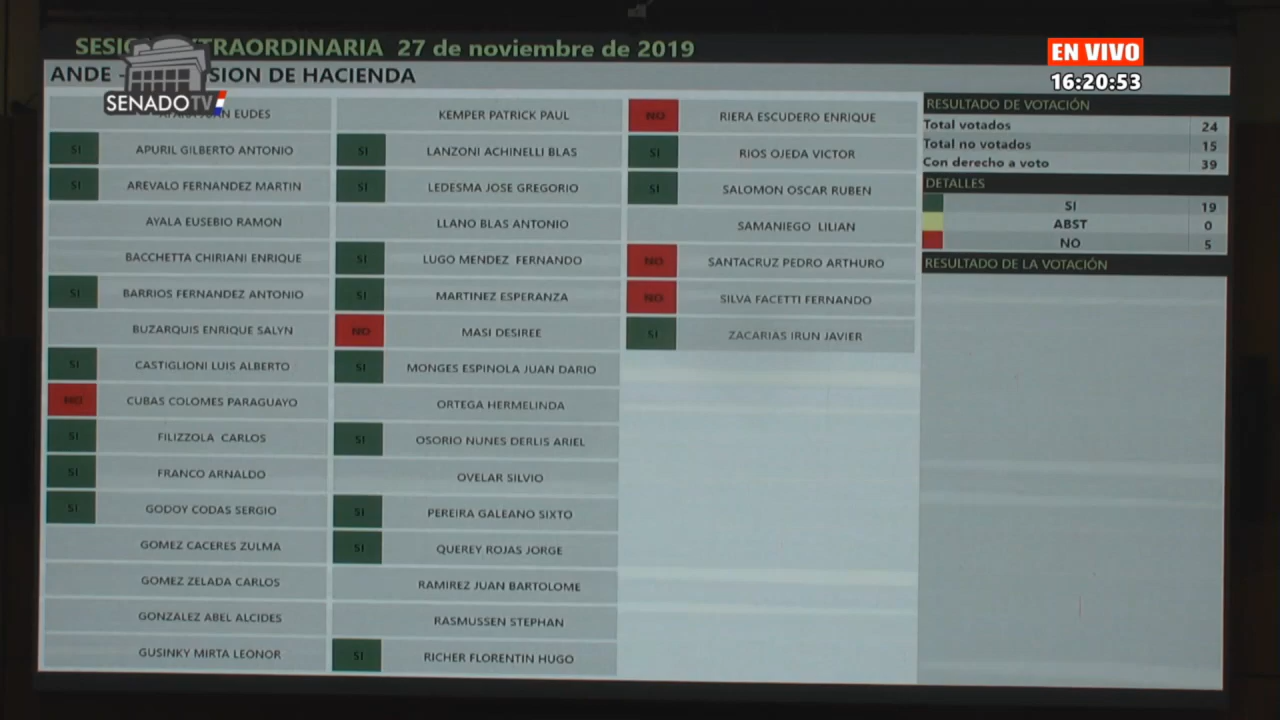 SESI TRAORDINARIA 27 de noviembre de 2019
EN VIVO
16:20:53
ANDE - SION DE HACIENDA
SENADO TV
JUAN EUDES
SI APURIL GILBERTO ANTONIO
SI AREVALO FERNANDEZ MARTIN
AYALA EUSEBIO RAMON
BACCHETTA CHIRIANI ENRIQUE
SI BARRIOS FERNANDEZ ANTONIO
BUZARQUIS ENRIQUE SALYN
SI CASTIGLIONI LUIS ALBERTO
NO CUBAS COLOMES PARAGUAYO
SI FILIZZOLA CARLOS
SI FRANCO ARNALDO
SI GODOY CODAS SERGIO
GOMEZ CACERES ZULMA
GOMEZ ZELADA CARLOS
GONZALEZ ABEL ALCIDES
GUSINKY MIRTA LEONOR
KEMPER PATRICK PAUL
SI LANZONI ACHINELLI BLAS
SI LEDESMA JOSE GREGORIO
LLANO BLAS ANTONIO
SI LUGO MENDEZ FERNANDO
SI MARTINEZ ESPERANZA
NO MASI DESIREE
SI MONGES ESPINOLA JUAN DARIO
ORTEGA HERMELINDA
SI OSORIO NUNES DERLIS ARIEL
OVELAR SILVIO
SI PEREIRA GALEANO SIXTO
SI QUEREY ROJAS JORGE
RAMIREZ JUAN BARTOLOME
RASMUSSEN STEPHAN
SI RICHER FLORENTIN HUGO
NO RIERA ESCUDERO ENRIQUE
SI RIOS OJEDA VICTOR
SI SALOMON OSCAR RUBEN
SAMANIEGO LILIAN
NO SANTACRUZ PEDRO ARTHURO
NO SILVA FACETTI FERNANDO
SI ZACARIAS IRUN JAVIER
RESULTADO DE VOTACIÓN
Total votados 24
Total no votados 15
Con derecho a voto 39
DETALLES
SI 19
ABST 0
NO 5
RESULTADO DE LA VOTACIÓN